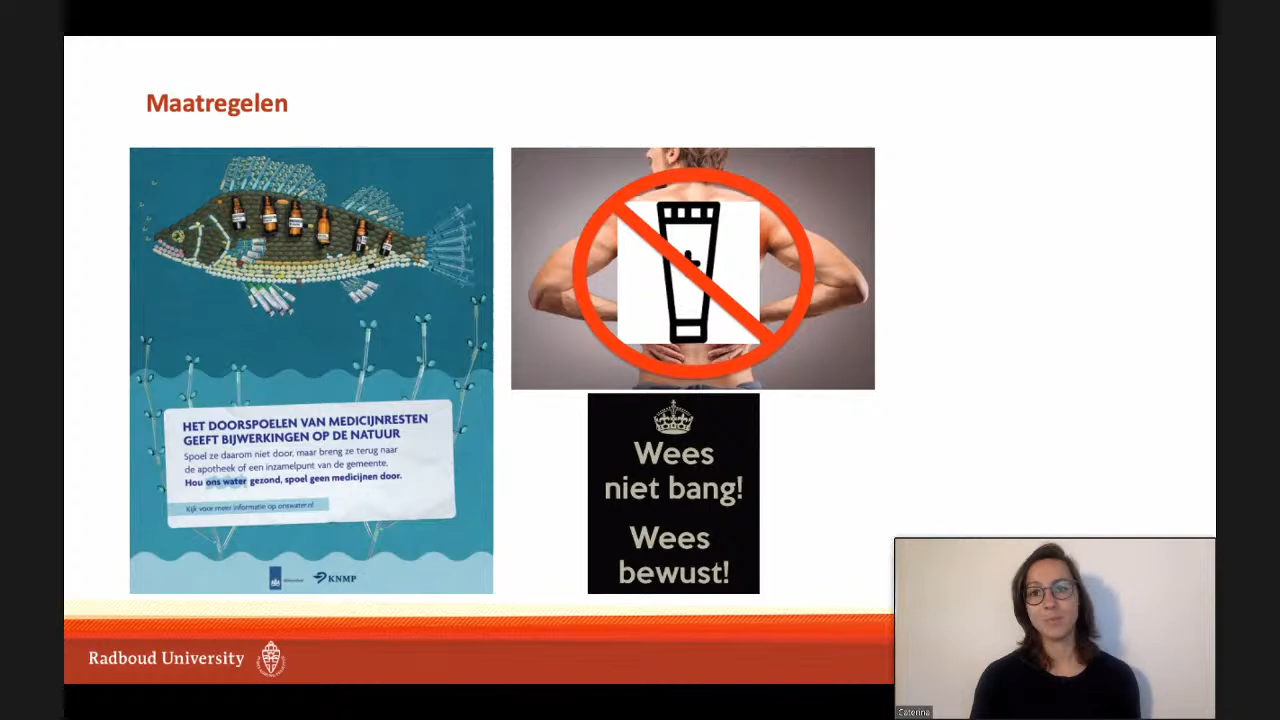 Maatregelen
HET DOORSPOELEN VAN MEDICIJNRESTEN
GEEFT BIJWERKINGEN OP DE NATUUR
Spoel ze daarom niet door, maar breng ze terug naar
de apotheek of een inzamelpunt van de gemeente.
Hou ons water gezond, spoel geen medicijnen door.
Kijk voor meer informatie op onswater.nl
KNMP
Wees
niet bang!
Wees
bewust!
Radboud University
Caterina